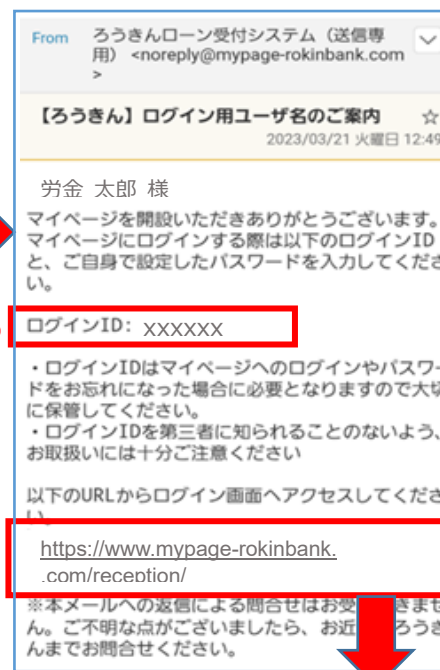 From ろうきんローン受付システム（送信専
用） <noreply@mypage-rokinbank.com
>
【ろうきん】ログイン用ユーザ名のご案内 ☆
2023/03/21 火曜日 12:49
労金 太郎 様
マイページを開設いただきありがとうございます。
マイページにログインする際は以下のログインID
と、ご自身で設定したパスワードを入力してくださ
い。
ログインID： xxxxxx
・ログインIDはマイページへのログインやパスワー
ドをお忘れになった場合に必要となりますので大切
に保管してください。
・ログインIDを第三者に知られることのないよう、
お取扱いには十分ご注意ください
以下のURLからログイン画面へアクセスしてくださ
い。
https://www.mypage-rokinbank.
.com/reception/
※本メールへの返信による問合せはお受 きませ
ん。ご不明な点がございましたら、お近 ろうき
んまでお問合せください。